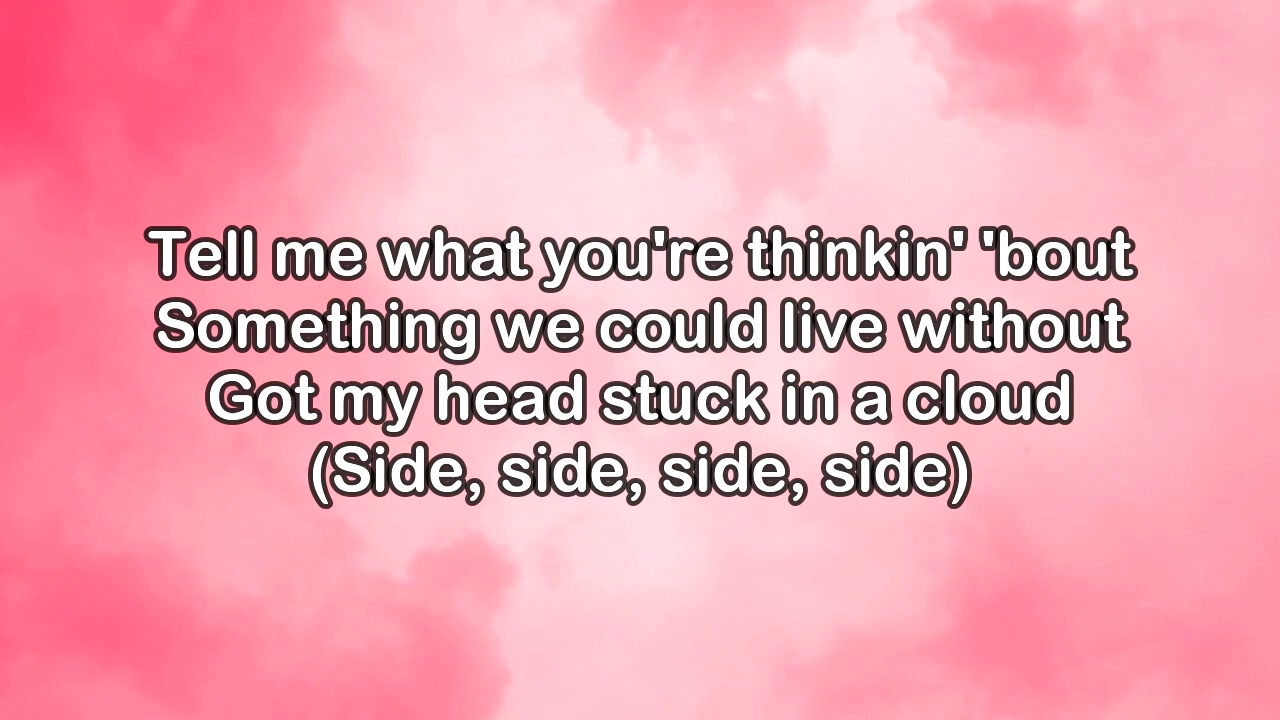 Tell me what you're thinkin' 'bout
Something we could live without
Got my head stuck in a cloud
(Side, side, side, side)